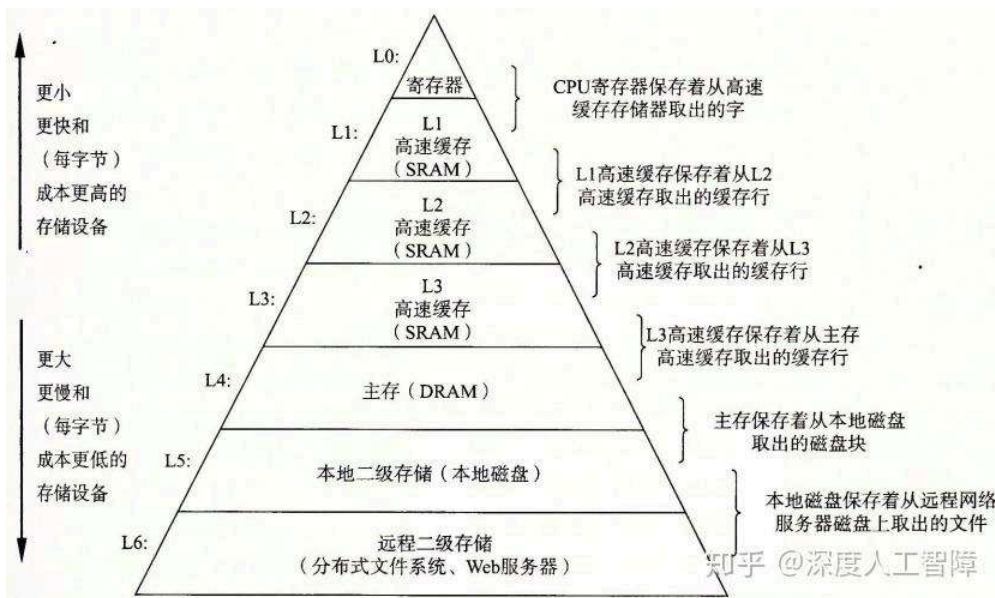 L0:
寄存器
CPU寄存器保存着从高速
缓存存储器取出的字
更小
更快和
（每字节）
成本更高的
存储设备
L1:
L1
高速缓存
（SRAM）
L1高速缓存保存着从L2
高速缓存取出的缓存行
L2:
L2
高速缓存
（SRAM）
L2高速缓存保存着从L3
高速缓存取出的缓存行
L3:
L3
高速缓存
（SRAM）
L3高速缓存保存着从主存
高速缓存取出的缓存行
更大
更慢和
（每字节）
成本更低的
存储设备
L4:
主存（DRAM）
主存保存着从本地磁盘
取出的磁盘块
L5:
本地二级存储（本地磁盘）
本地磁盘保存着从远程网络
服务器磁盘上取出的文件
L6:
远程二级存储
（分布式文件系统、Web服务器）
知乎 @深度人工智障